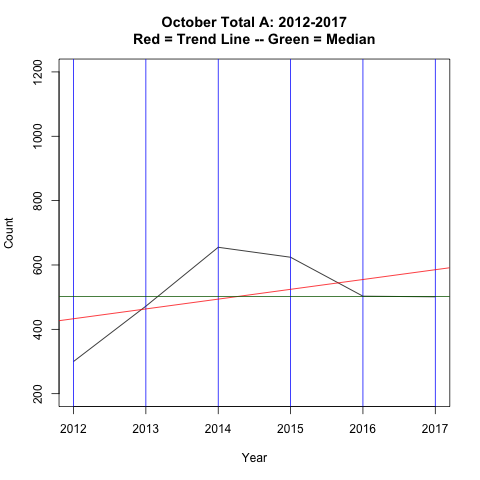 October Total A: 2012-2017
Red = Trend Line -- Green = Median
1200
1000
800
600
400
200
Count
2012 2013 2014 2015 2016 2017
Year